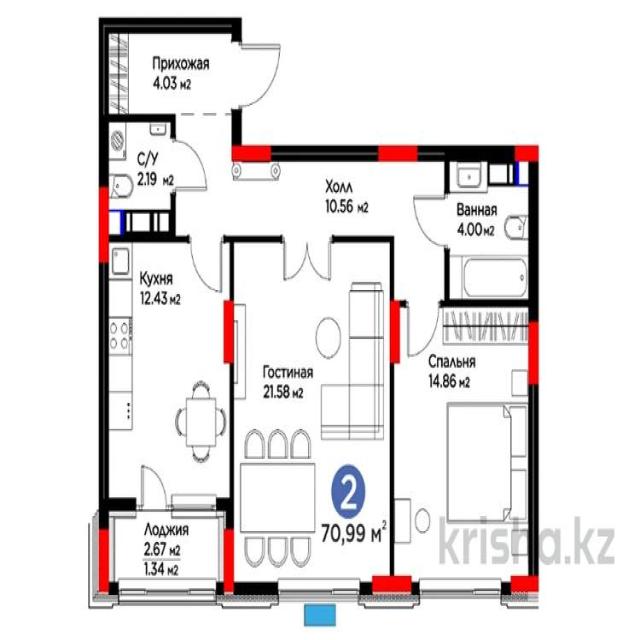 Прихожая
4.03 м2
С/У
2.19 м2
Холл
10.56 м2
Ванная
4.00 м2
Кухня
12.43 м2
Гостиная
21.58 м2
Спальня
14.86 м2
2
70,99 м2
Лоджия
2.67 м2
1.34 м2
krisha.kz